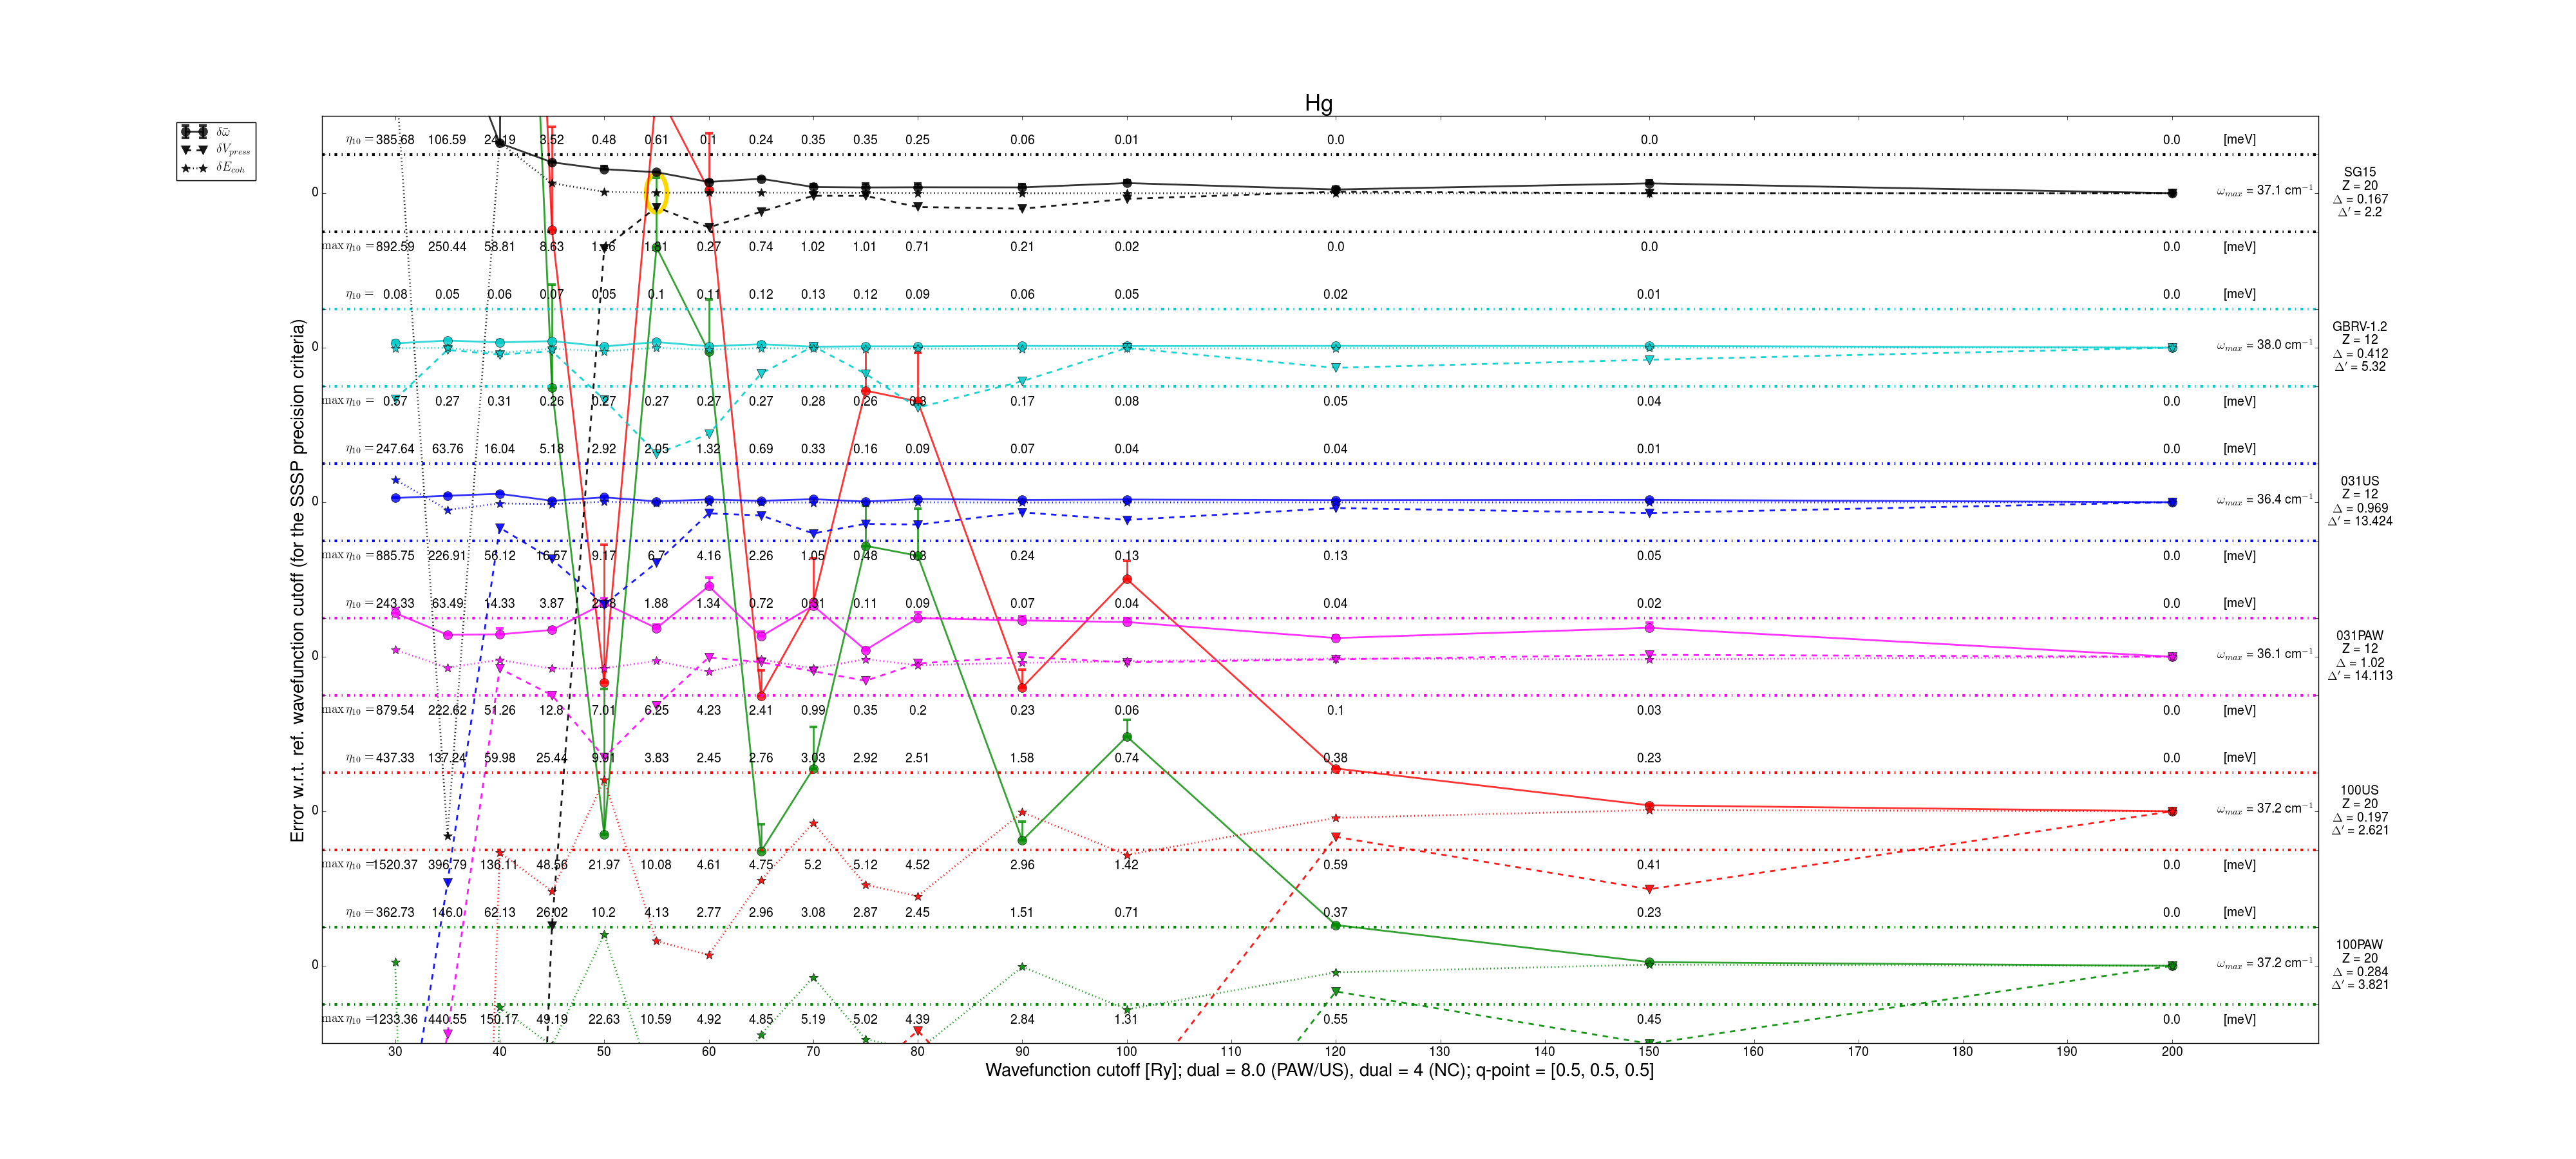 Hg
δω̄
δV_press
δE_coh
Error w.r.t. ref. wavefunction cutoff (for the SSSP precision criteria)
η₁₀ = 385.68 106.59 24.19 3.52 0.48 0.61 0.1 0.24 0.35 0.35 0.25 0.06 0.01 0.0 0.0 0.0 [meV]
0
ω_max = 37.1 cm⁻¹
SG15
Z = 20
Δ = 0.167
Δ′ = 2.2
max η₁₀ = 892.59 250.44 58.81 8.63 0.27 0.74 1.02 1.01 0.71 0.21 0.02 0.0 0.0 0.0 [meV]
η₁₀ = 0.08 0.05 0.06 0.07 0.05 0.1 0.11 0.12 0.13 0.12 0.09 0.06 0.05 0.02 0.01 0.0 [meV]
0
ω_max = 38.0 cm⁻¹
GBRV-1.2
Z = 12
Δ = 0.412
Δ′ = 5.32
max η₁₀ = 0.57 0.27 0.31 0.26 0.27 0.27 0.27 0.27 0.28 0.26 0.17 0.08 0.05 0.04 0.0 [meV]
η₁₀ = 247.64 63.76 16.04 5.18 2.92 2.05 1.32 0.69 0.33 0.16 0.09 0.07 0.04 0.04 0.01 0.0 [meV]
0
ω_max = 36.4 cm⁻¹
031US
Z = 12
Δ = 0.969
Δ′ = 13.424
max η₁₀ = 885.75 226.91 56.12 16.57 9.17 6.7 4.16 2.26 1.05 0.48 0.24 0.13 0.13 0.05 0.0 [meV]
η₁₀ = 243.33 63.49 14.33 3.87 1.88 1.34 0.72 0.31 0.11 0.09 0.07 0.04 0.04 0.02 0.0 [meV]
0
ω_max = 36.1 cm⁻¹
031PAW
Z = 12
Δ = 1.02
Δ′ = 14.113
max η₁₀ = 879.54 222.62 51.26 12.8 7.01 6.25 4.23 2.41 0.99 0.35 0.2 0.23 0.06 0.1 0.03 0.0 [meV]
η₁₀ = 437.33 137.24 59.98 25.44 3.83 2.45 2.76 3.03 2.92 2.51 1.58 0.74 0.38 0.23 0.0 [meV]
0
ω_max = 37.2 cm⁻¹
100US
Z = 20
Δ = 0.197
Δ′ = 2.621
max η₁₀ = 1520.37 396.79 136.11 48.56 21.97 10.08 4.61 4.75 5.2 5.12 4.52 2.96 1.42 0.59 0.41 0.0 [meV]
η₁₀ = 362.73 146.0 62.13 26.02 10.2 4.13 2.77 2.96 3.08 2.87 2.45 1.51 0.71 0.37 0.23 0.0 [meV]
0
ω_max = 37.2 cm⁻¹
100PAW
Z = 20
Δ = 0.284
Δ′ = 3.821
max η₁₀ = 1233.36 440.55 150.17 49.19 22.63 10.59 4.92 4.85 5.19 5.02 4.39 2.84 1.31 0.55 0.45 0.0 [meV]
30 40 50 60 70 80 90 100 110 120 130 140 150 160 170 180 190 200
Wavefunction cutoff [Ry]; dual = 8.0 (PAW/US), dual = 4 (NC); q-point = [0.5, 0.5, 0.5]